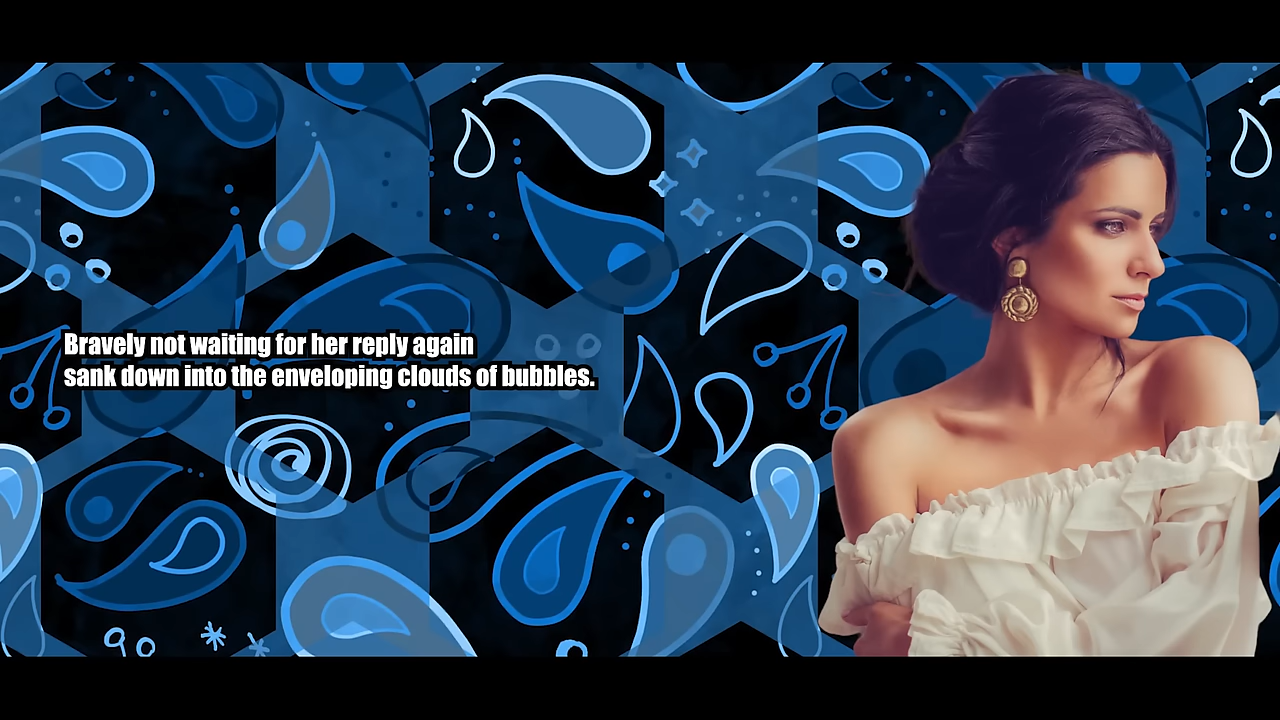 Bravely not waiting for her reply again
sank down into the enveloping clouds of bubbles.